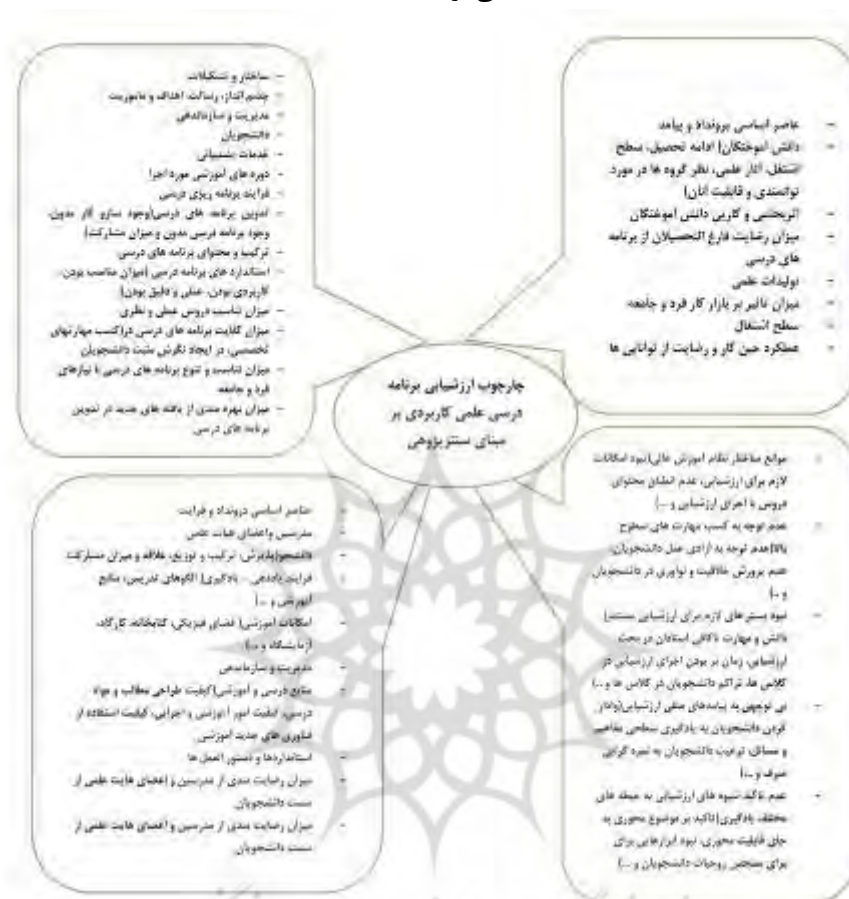 - عناصر اساسی برونداد و پیامد
- دانش آموختگان( ادامه تحصیل، سطح
اشتغال، آثار علمی، نظر گروه ها در مورد
توانمندی و قابلیت آنان)
- اثربخشی و کارایی دانش آموختگان
- میزان رضایت فارغ التحصیلان از برنامه
های درسی
- تولیدات علمی
- میزان تاثیر بر بازار کار فرد و جامعه
- سطح اشتغال
- عملکرد حین کار و رضایت از توانایی ها
- ساختار و تشکیلات
- چشم انداز، رسالت، اهداف و ماموریت
- مدیریت و سازماندهی
- دانشجویان
- خدمات پشتیبانی
- دوره های آموزشی مورد اجرا
- فرایند برنامه ریزی درسی
- تدوین برنامه های درسی(وجود سازو کار مدون،
وجود برنامه درسی مدون و میزان مشارکت)
- ترکیب و محتوای برنامه های درسی
- استاندارد های برنامه درسی (میزان مناسب بودن،
کاربردی بودن، عملی و دقیق بودن)
- میزان تناسب دروس عملی و نظری
- میزان کفایت برنامه های درسی در(کسب مهارتهای
تخصصی، در ایجاد نگرش مثبت دانشجویان
- میزان تناسب و تنوع برنامه های درسی با نیازهای
فرد و جامعه
- میزان بهره مندی از یافته های جدید در تدوین
برنامه های درسی
چارچوب ارزشیابی برنامه
درسی علمی کاربردی بر
مبنای سنتزپژوهی
- موانع ساختار نظام آموزش عالی(نبود امکانات
لازم برای ارزشیابی، عدم انطباق محتوای
دروس با اجرای ارزشیابی و ...)
- عدم توجه به کسب مهارت های سطوح
بالا(عدم توجه به آزادی عمل دانشجویان،
عدم پرورش خلاقیت و نوآوری در دانشجویان
و ...)
- نبود بسترهای لازم برای ارزشیابی مستند(
دانش و مهارت ناکافی استادان در بحث
ارزشیابی، زمان بر بودن اجرای ارزشیابی در
کلاس ها، تراکم دانشجویان در کلاس ها و ...)
- بی توجهی به پیامدهای منفی ارزشیابی(وادار
کردن دانشجویان به یادگیری سطحی مفاهیم
و مسائل، ترغیب دانشجویان به نمره گرایی
صرف و ...)
- عدم تاکید شیوه های ارزشیابی به حیطه های
مختلف یادگیری(تاکید بر موضوع محوری به
جای قابلیت محوری، نبود ابزارهایی برای
برای سنجش روحیات دانشجویان و ...)
- عناصر اساسی درونداد و فرایند
- مدرسین واعضای هیات علمی
- دانشجو(پذیرش، ترکیب و توزیع، علاقه و میزان مشارکت
- فرایند یاددهی - یادگیری( الگوهای تدریس، منابع
آموزشی و ...)
- امکانات آموزشی( فضای فیزیکی، کتابخانه، کارگاه،
آزمایشگاه و ...)
- مدیریت و سازماندهی
- منابع درسی و آموزشی(کیفیت طراحی مطالب و مواد
درسی، کیفیت امور آموزشی و اجرایی، کیفیت استفاده از
فناوری های جدید آموزشی
- استانداردها و دستور العمل ها
- میزان رضایت مندی از مدرسین و اعضای هایت علمی از
سمت دانشجویان
- میزان رضایت مندی از مدرسین و اعضای هایت علمی از
سمت دانشجویان